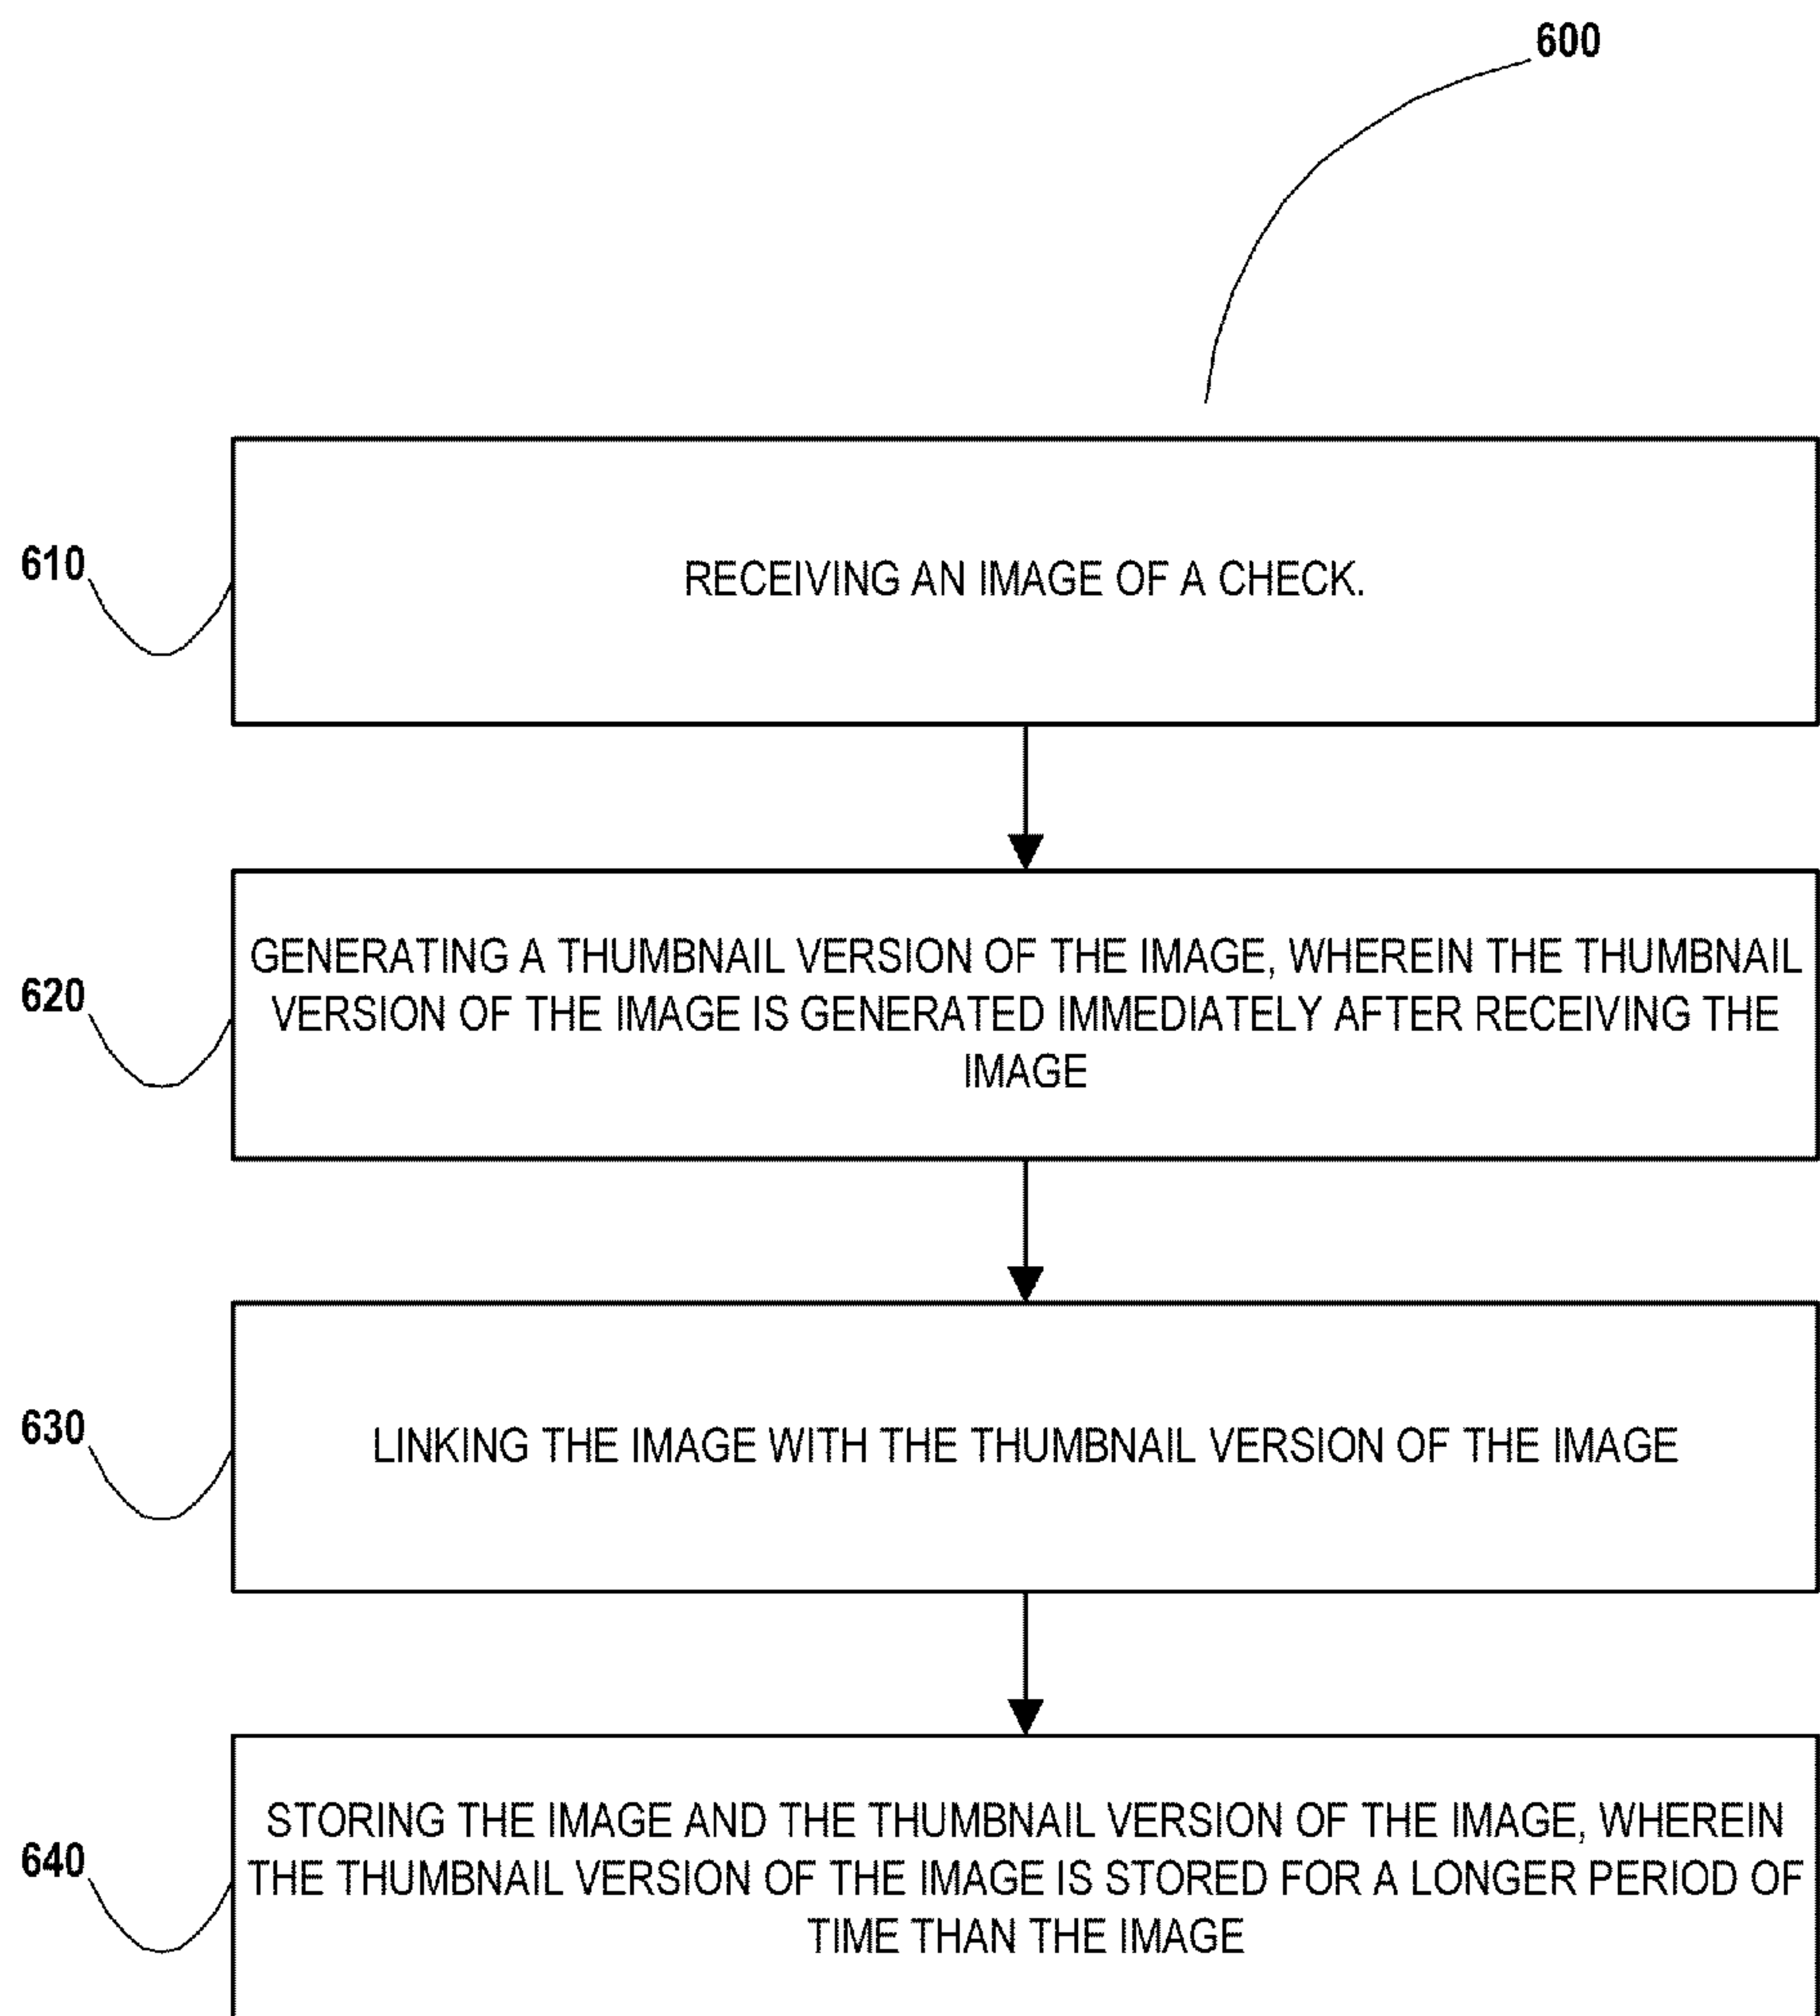 600
610
RECEIVING AN IMAGE OF A CHECK.
620
GENERATING A THUMBNAIL VERSION OF THE IMAGE, WHEREIN THE THUMBNAIL
VERSION OF THE IMAGE IS GENERATED IMMEDIATELY AFTER RECEIVING THE
IMAGE
630
LINKING THE IMAGE WITH THE THUMBNAIL VERSION OF THE IMAGE
640
STORING THE IMAGE AND THE THUMBNAIL VERSION OF THE IMAGE, WHEREIN
THE THUMBNAIL VERSION OF THE IMAGE IS STORED FOR A LONGER PERIOD OF
TIME THAN THE IMAGE